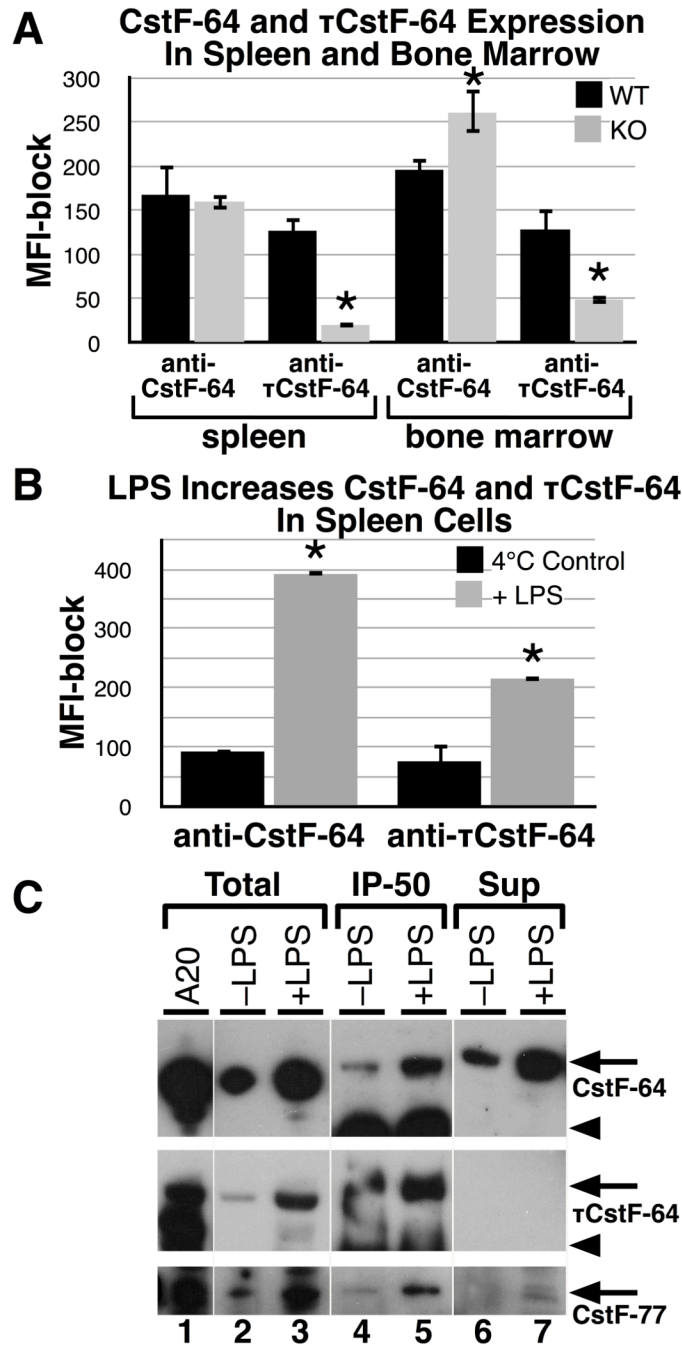 A
CstF-64 and τCstF-64 Expression
In Spleen and Bone Marrow
300
250
200
150
100
50
0
MFI-block
*
*
*
WT
KO
anti-
CstF-64
anti-
τCstF-64
anti-
CstF-64
anti-
τCstF-64
spleen
bone marrow
B
LPS Increases CstF-64 and τCstF-64
In Spleen Cells
400
300
200
100
0
MFI-block
*
*
4°C Control
+ LPS
anti-CstF-64
anti-τCstF-64
C
Total
IP-50
Sup
A20
–LPS
+LPS
–LPS
+LPS
–LPS
+LPS
CstF-64
τCstF-64
CstF-77
1 2 3 4 5 6 7